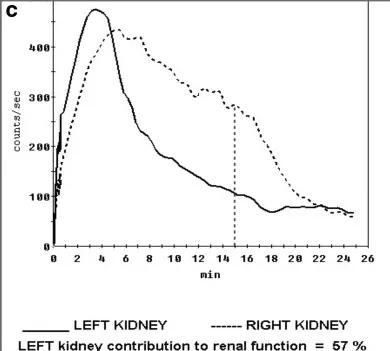 C
400
300
200
100
0
counts/sec
0 2 4 6 8 10 12 14 16 18 20 22 24 26
min
LEFT KIDNEY RIGHT KIDNEY
LEFT kidney contribution to renal function = 57 %